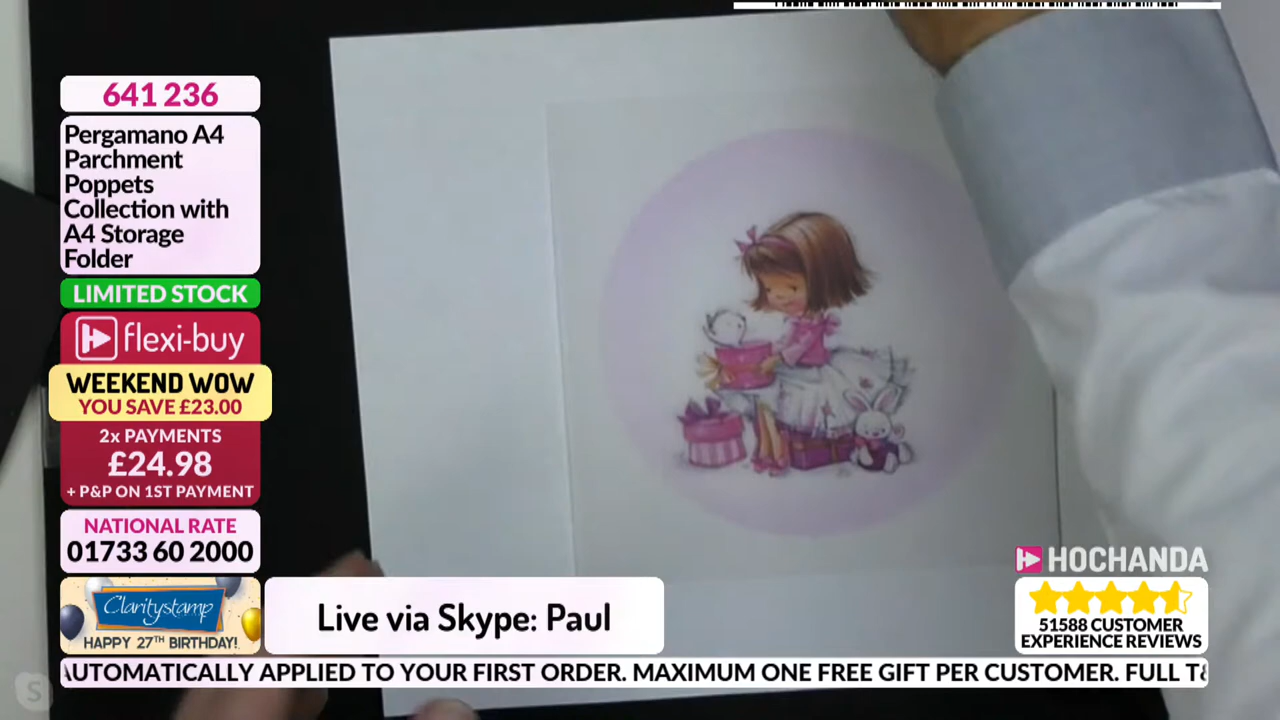 641 236
Pergamano A4
Parchment
Poppets
Collection with
A4 Storage
Folder
LIMITED STOCK
flexi-buy
WEEKEND WOW
YOU SAVE £23.00
2x PAYMENTS
£24.98
+ P&P ON 1ST PAYMENT
NATIONAL RATE
01733 60 2000
Claritystamp
HAPPY 27TH BIRTHDAY!
Live via Skype: Paul
HOCHANDA
51588 CUSTOMER
EXPERIENCE REVIEWS
AUTOMATICALLY APPLIED TO YOUR FIRST ORDER. MAXIMUM ONE FREE GIFT PER CUSTOMER. FULL T&
S